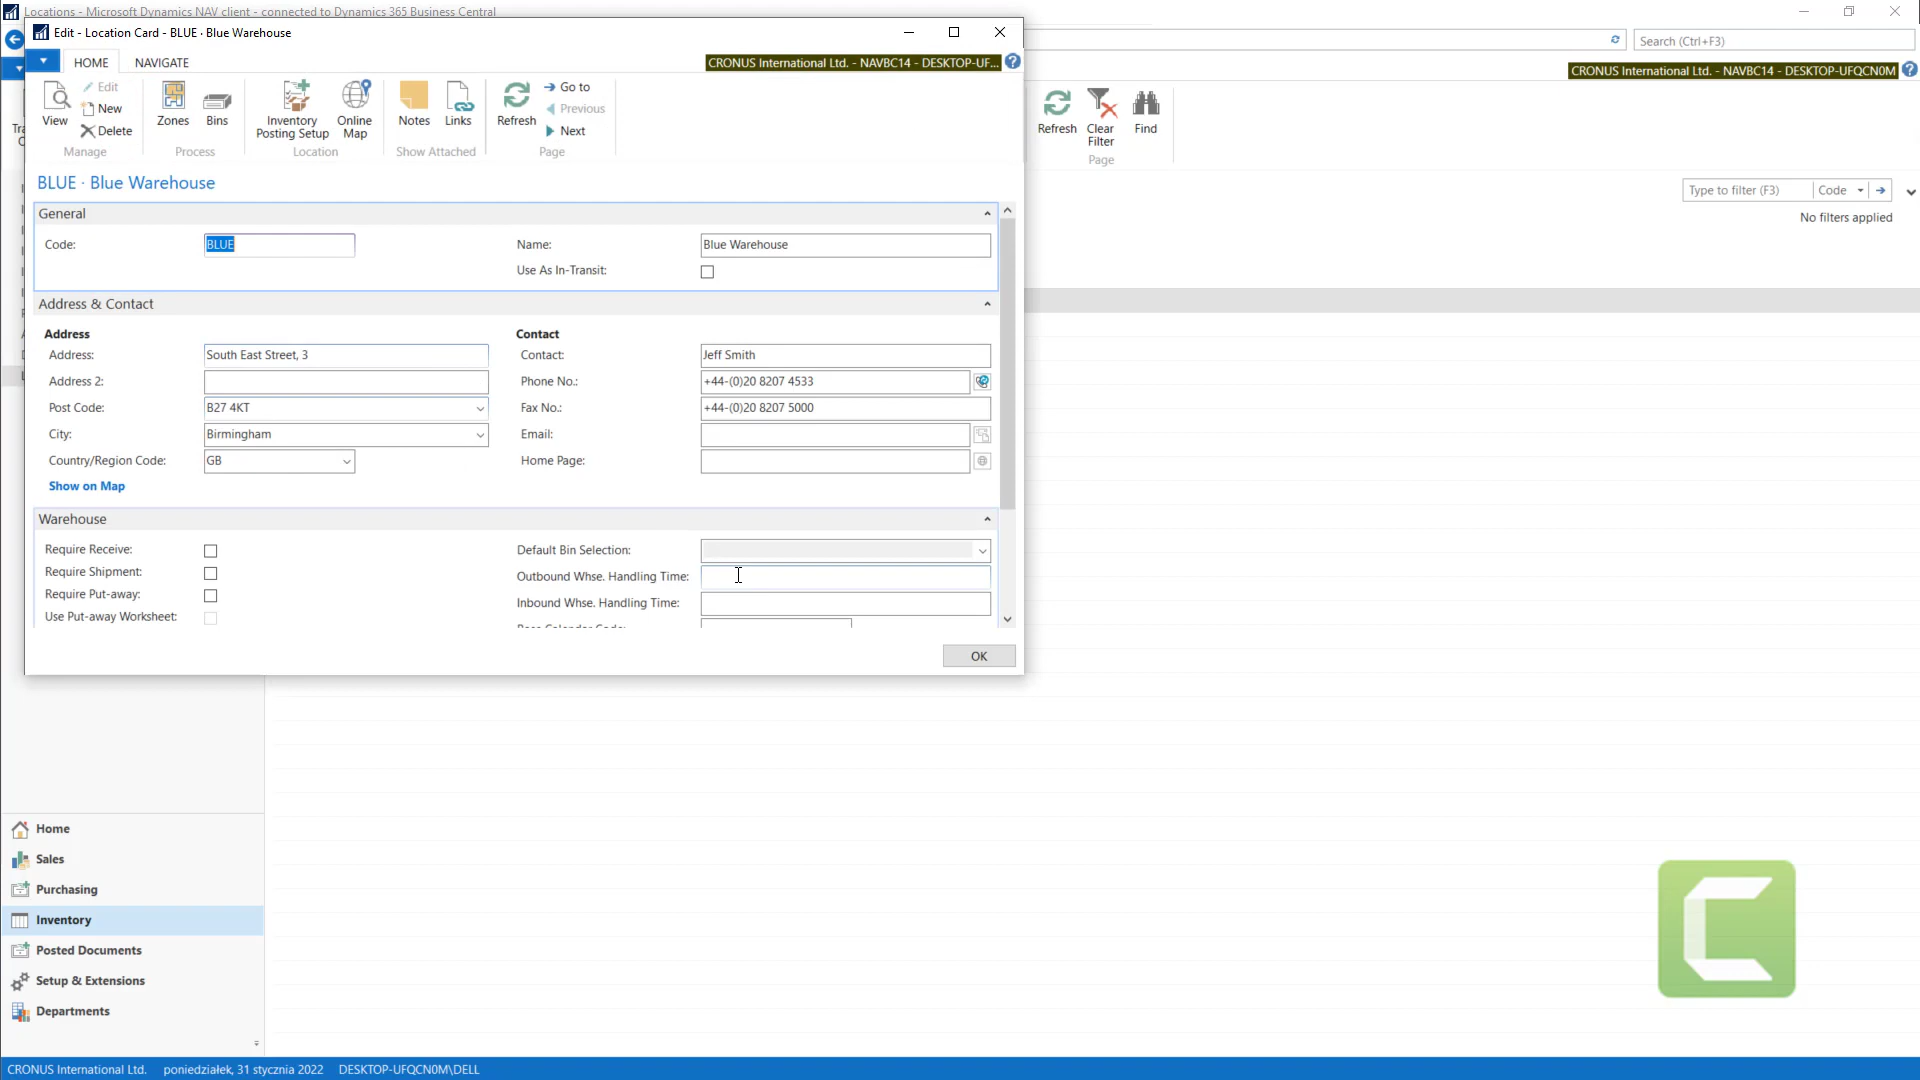 Locations - Microsoft Dynamics NAV client - connected to Dynamics 365 Business Central
Edit - Location Card - BLUE · Blue Warehouse
Search (Ctrl+F3)
HOME
NAVIGATE
CRONUS International Ltd. - NAVBC14 - DESKTOP-UF...
CRONUS International Ltd. - NAVBC14 - DESKTOP-UFQCN0M
View
Edit
New
Delete
Manage
Zones
Bins
Process
Inventory
Posting Setup
Online
Map
Location
Notes
Links
Show Attached
Refresh
Go to
Previous
Next
Page
Refresh
Clear
Filter
Find
Page
BLUE · Blue Warehouse
Type to filter (F3)
Code
No filters applied
General
Code: BLUE
Name: Blue Warehouse
Use As In-Transit:
Address & Contact
Address
Contact
Address: South East Street, 3
Contact: Jeff Smith
Address 2:
Phone No.: +44-(0)20 8207 4533
Post Code: B27 4KT
Fax No.: +44-(0)20 8207 5000
City: Birmingham
Email:
Country/Region Code: GB
Home Page:
Show on Map
Warehouse
Require Receive:
Default Bin Selection:
Require Shipment:
Outbound Whse. Handling Time:
Require Put-away:
Inbound Whse. Handling Time:
Use Put-away Worksheet:
OK
Home
Sales
Purchasing
Inventory
Posted Documents
Setup & Extensions
Departments
CRONUS International Ltd. poniedziałek, 31 stycznia 2022 DESKTOP-UFQCN0M\DELL